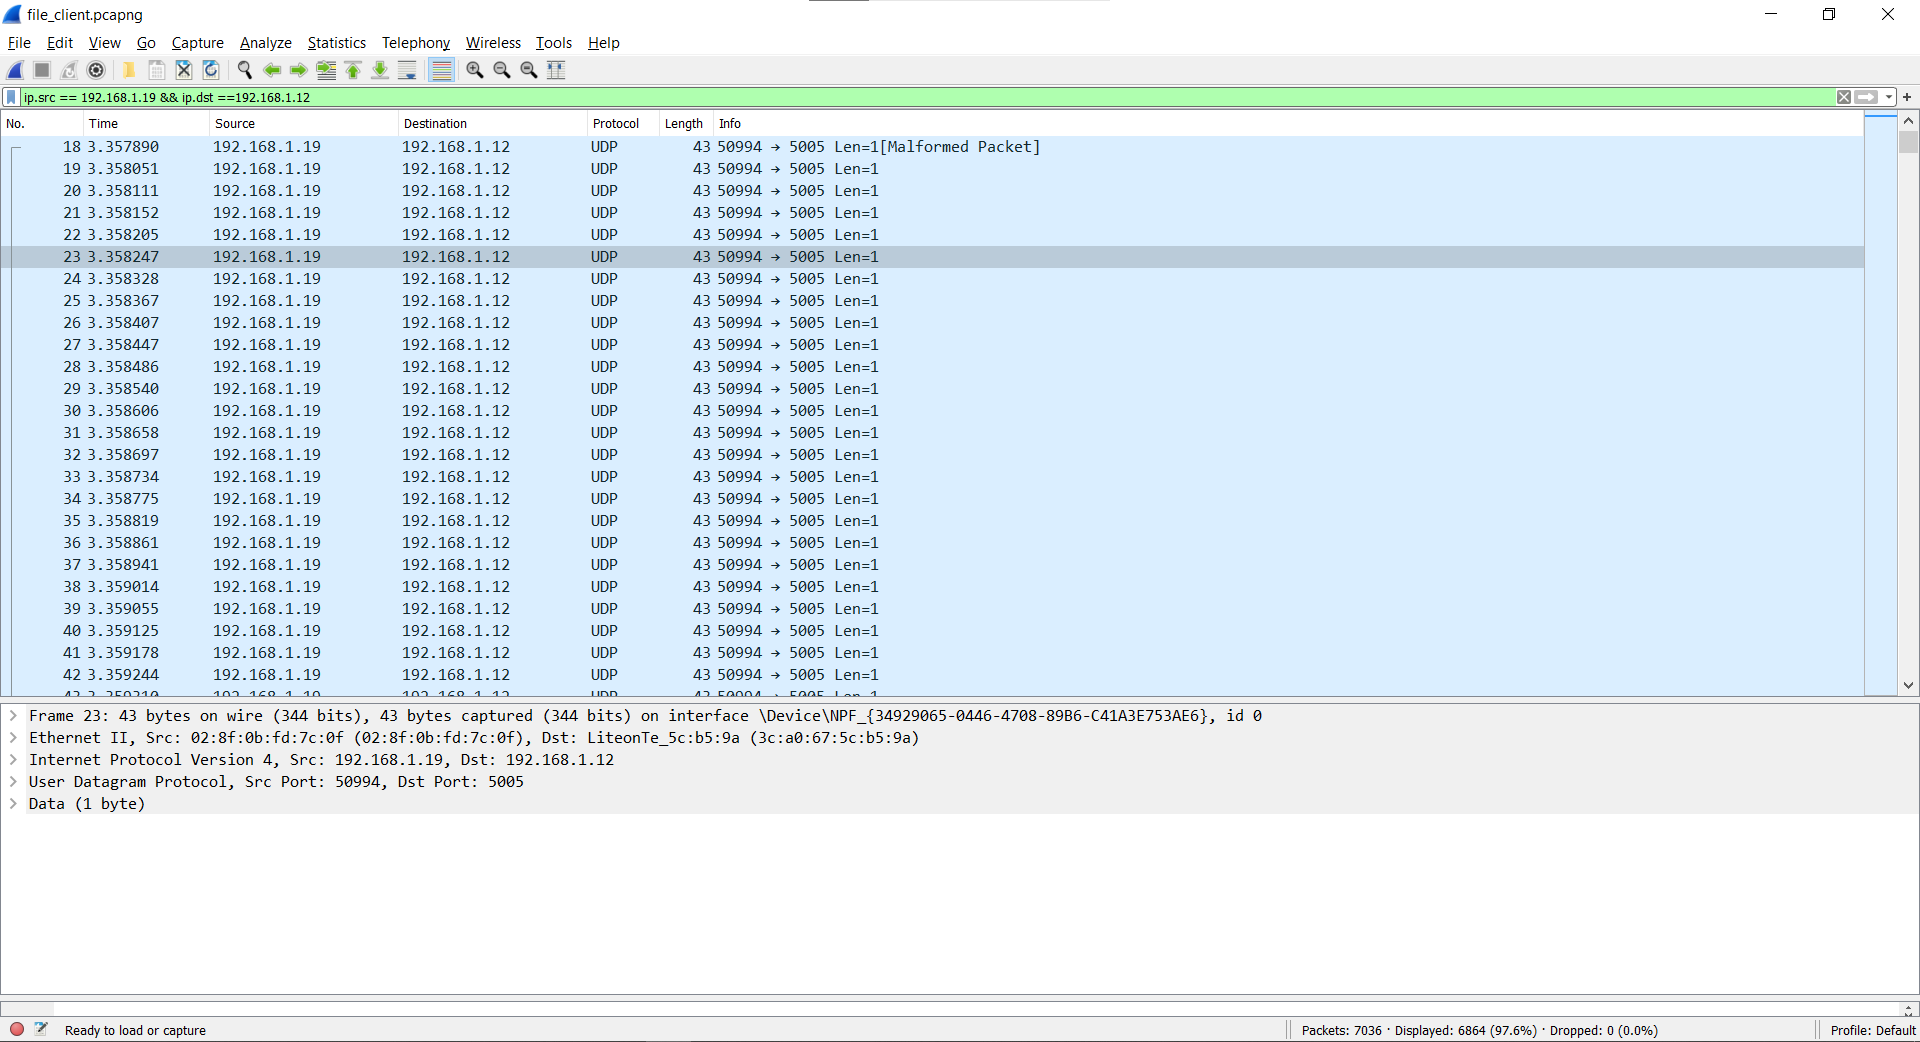 file_client.pcapng
File Edit View Go Capture Analyze Statistics Telephony Wireless Tools Help
ip.src == 192.168.1.19 && ip.dst ==192.168.1.12
No. Time Source Destination Protocol Length Info
18 3.357890 192.168.1.19 192.168.1.12 UDP 43 50994 → 5005 Len=1[Malformed Packet]
19 3.358051 192.168.1.19 192.168.1.12 UDP 43 50994 → 5005 Len=1
20 3.358111 192.168.1.19 192.168.1.12 UDP 43 50994 → 5005 Len=1
21 3.358152 192.168.1.19 192.168.1.12 UDP 43 50994 → 5005 Len=1
22 3.358205 192.168.1.19 192.168.1.12 UDP 43 50994 → 5005 Len=1
23 3.358247 192.168.1.19 192.168.1.12 UDP 43 50994 → 5005 Len=1
24 3.358328 192.168.1.19 192.168.1.12 UDP 43 50994 → 5005 Len=1
25 3.358367 192.168.1.19 192.168.1.12 UDP 43 50994 → 5005 Len=1
26 3.358407 192.168.1.19 192.168.1.12 UDP 43 50994 → 5005 Len=1
27 3.358447 192.168.1.19 192.168.1.12 UDP 43 50994 → 5005 Len=1
28 3.358486 192.168.1.19 192.168.1.12 UDP 43 50994 → 5005 Len=1
29 3.358540 192.168.1.19 192.168.1.12 UDP 43 50994 → 5005 Len=1
30 3.358606 192.168.1.19 192.168.1.12 UDP 43 50994 → 5005 Len=1
31 3.358658 192.168.1.19 192.168.1.12 UDP 43 50994 → 5005 Len=1
32 3.358697 192.168.1.19 192.168.1.12 UDP 43 50994 → 5005 Len=1
33 3.358734 192.168.1.19 192.168.1.12 UDP 43 50994 → 5005 Len=1
34 3.358775 192.168.1.19 192.168.1.12 UDP 43 50994 → 5005 Len=1
35 3.358819 192.168.1.19 192.168.1.12 UDP 43 50994 → 5005 Len=1
36 3.358861 192.168.1.19 192.168.1.12 UDP 43 50994 → 5005 Len=1
37 3.358941 192.168.1.19 192.168.1.12 UDP 43 50994 → 5005 Len=1
38 3.359014 192.168.1.19 192.168.1.12 UDP 43 50994 → 5005 Len=1
39 3.359055 192.168.1.19 192.168.1.12 UDP 43 50994 → 5005 Len=1
40 3.359125 192.168.1.19 192.168.1.12 UDP 43 50994 → 5005 Len=1
41 3.359178 192.168.1.19 192.168.1.12 UDP 43 50994 → 5005 Len=1
42 3.359244 192.168.1.19 192.168.1.12 UDP 43 50994 → 5005 Len=1
Frame 23: 43 bytes on wire (344 bits), 43 bytes captured (344 bits) on interface \Device\NPF_{34929065-0446-4708-89B6-C41A3E753AE6}, id 0
Ethernet II, Src: 02:8f:0b:fd:7c:0f (02:8f:0b:fd:7c:0f), Dst: LiteonTe_5c:b5:9a (3c:a0:67:5c:b5:9a)
Internet Protocol Version 4, Src: 192.168.1.19, Dst: 192.168.1.12
User Datagram Protocol, Src Port: 50994, Dst Port: 5005
Data (1 byte)
Ready to load or capture Packets: 7036 · Displayed: 6864 (97.6%) · Dropped: 0 (0.0%) Profile: Default